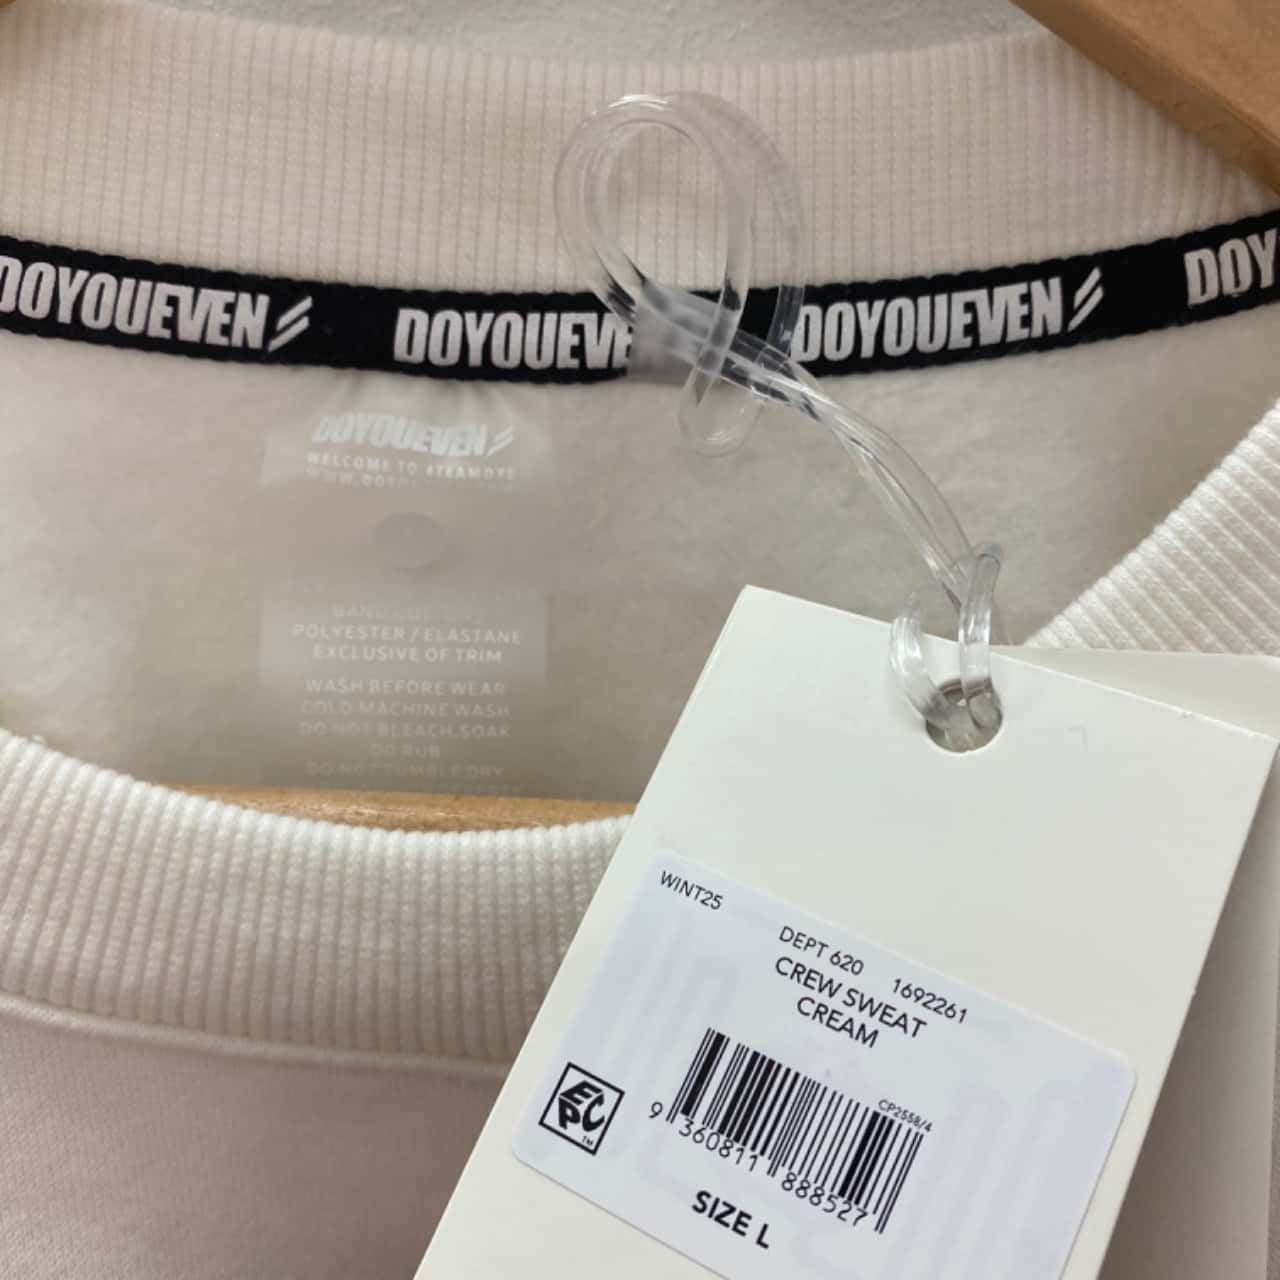 DOYOUEVEN
DOYOUEVE
DOYOUEVEN
DOY
DOYOUEVEN
WELCOME TO #TEAMDYE
POLYESTER / ELASTANE
EXCLUSIVE OF TRIM
WASH BEFORE WEAR
COLD MACHINE WASH
DO NOT BLEACH, SOAK
OR RUB
DO NOT TUMBLE DRY
WINT25
DEPT 620 1692261
CREW SWEAT
CREAM
CP2558/4
EPC™
9 360811 888527
SIZE L